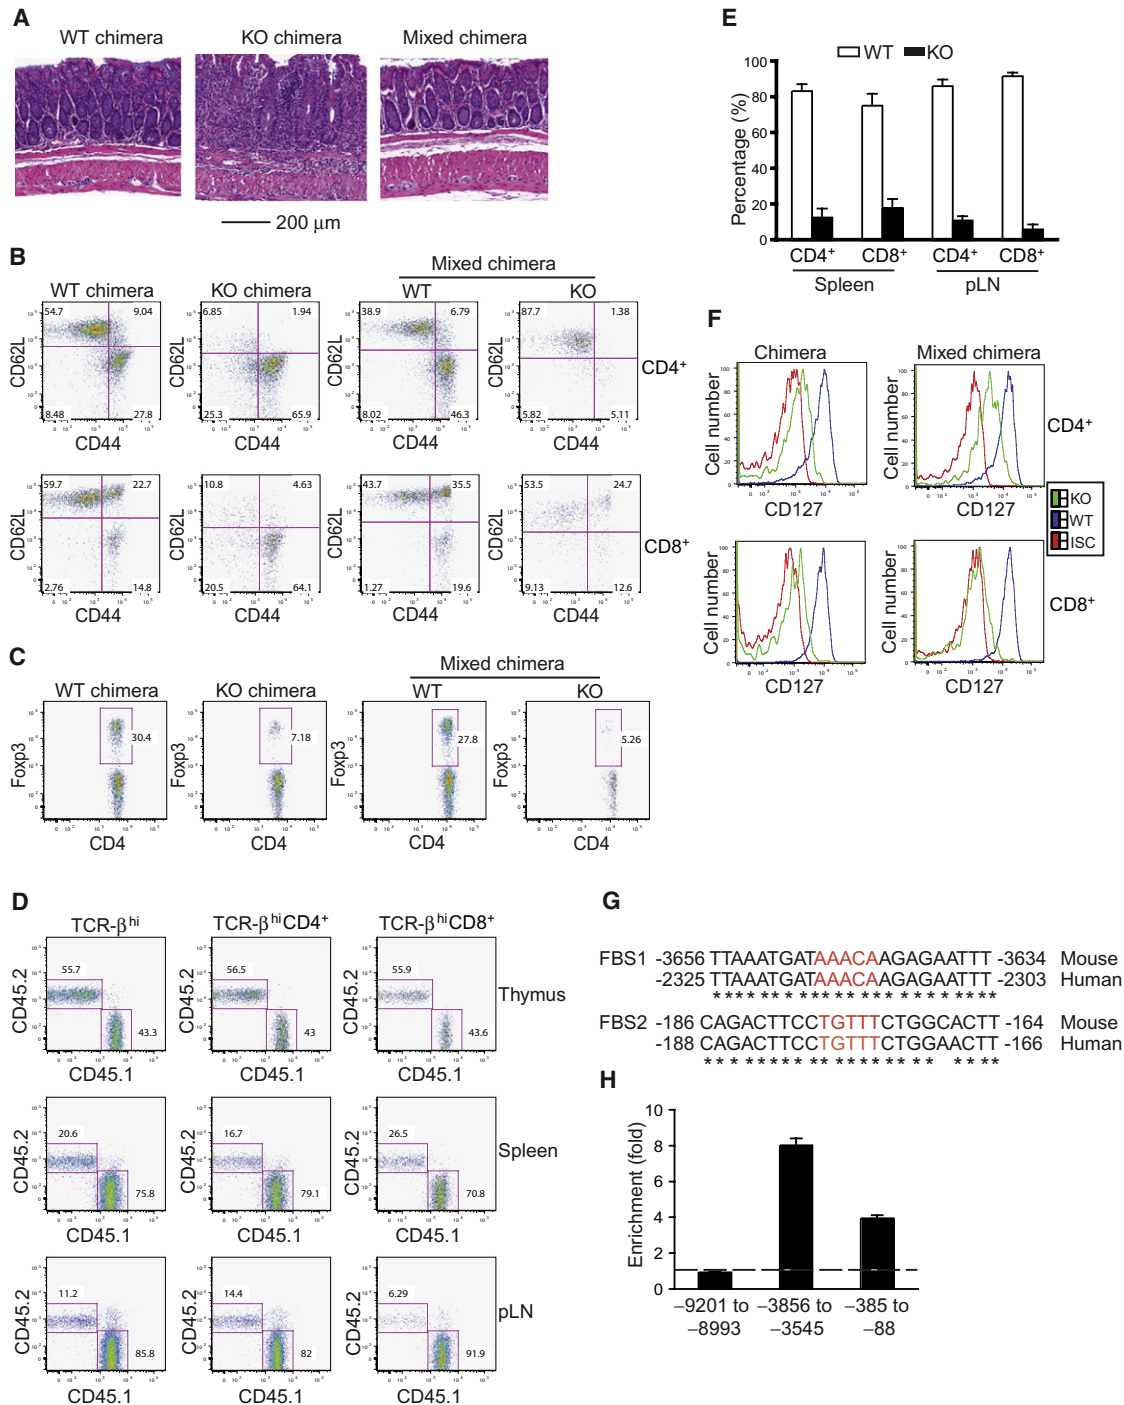 A
WT chimera KO chimera Mixed chimera
200 μm
B
Mixed chimera
WT chimera KO chimera WT KO
54.7 9.04 6.85 1.94 38.9 6.79 87.7 1.38
CD62L CD62L CD62L CD62L
CD4+
8.48 27.8 25.3 65.9 8.02 46.3 5.82 5.11
CD44 CD44 CD44 CD44
59.7 22.7 10.8 4.63 43.7 35.5 53.5 24.7
CD62L CD62L CD62L CD62L
CD8+
2.76 14.8 20.5 64.1 1.27 19.6 9.13 12.6
CD44 CD44 CD44 CD44
C
Mixed chimera
WT chimera KO chimera WT KO
30.4 7.18 27.8 5.26
Foxp3 Foxp3 Foxp3 Foxp3
CD4 CD4 CD4 CD4
D
TCR-βhi TCR-βhiCD4+ TCR-βhiCD8+
55.7 56.5 55.9
CD45.2 CD45.2 CD45.2
Thymus
43.3 43 43.6
CD45.1 CD45.1 CD45.1
20.6 16.7 26.5
CD45.2 CD45.2 CD45.2
Spleen
75.8 79.1 70.8
CD45.1 CD45.1 CD45.1
11.2 14.4 6.29
CD45.2 CD45.2 CD45.2
pLN
85.8 82 91.9
CD45.1 CD45.1 CD45.1
E
WT KO
Percentage (%)
100
80
60
40
20
0
CD4+ CD8+ CD4+ CD8+
Spleen pLN
F
Chimera Mixed chimera
Cell number Cell number
CD4+
CD127 CD127
KO
WT
ISC
Cell number Cell number
CD8+
CD127 CD127
G
FBS1 -3656 TTAAATGATAAACAAGAGAATTT -3634 Mouse
-2325 TTAAATGATAAACAAGAGAATTT -2303 Human
***********************
FBS2 -186 CAGACTTCCTGTTTCTGGCACTT -164 Mouse
-188 CAGACTTCCTGTTTCTGGAACTT -166 Human
****************** ****
H
Enrichment (fold)
10
8
6
4
2
0
–9201 to –3856 to –385 to
–8993 –3545 –88